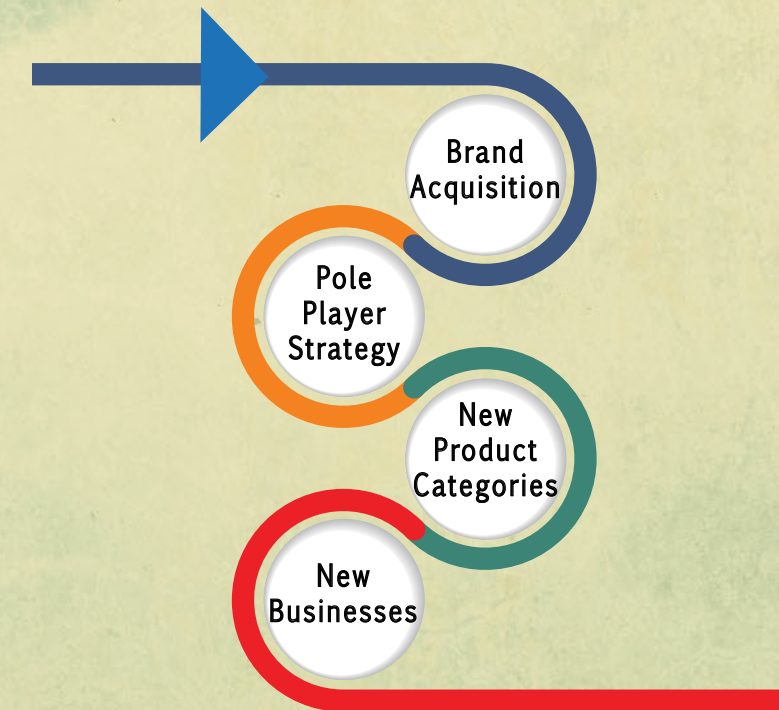 Brand
Acquisition
Pole
Player
Strategy
New
Product
Categories
New
Businesses